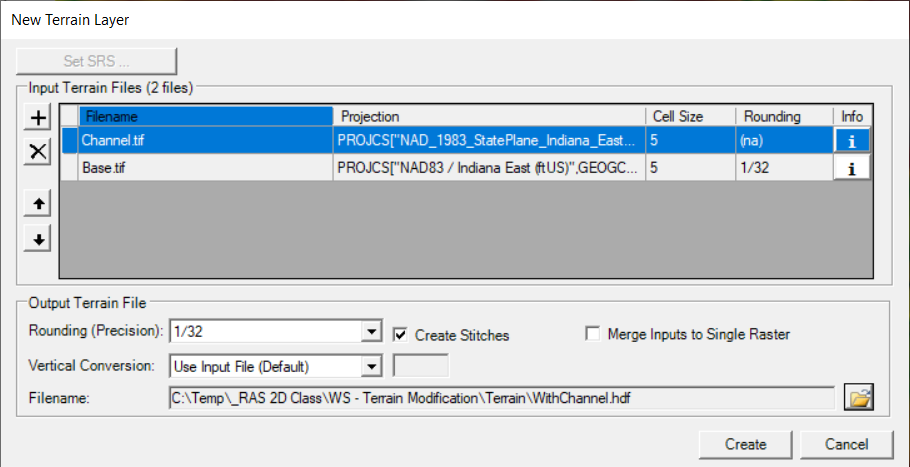 New Terrain Layer
Set SRS ...
Input Terrain Files (2 files)
Filename Projection Cell Size Rounding Info
Channel.tif PROJCS["NAD_1983_StatePlane_Indiana_East... 5 (na) i
Base.tif PROJCS["NAD83 / Indiana East (ftUS)",GEOGC... 5 1/32 i
Output Terrain File
Rounding (Precision): 1/32 Create Stitches Merge Inputs to Single Raster
Vertical Conversion: Use Input File (Default)
Filename: C:\Temp\_RAS 2D Class\WS - Terrain Modification\Terrain\WithChannel.hdf
Create Cancel